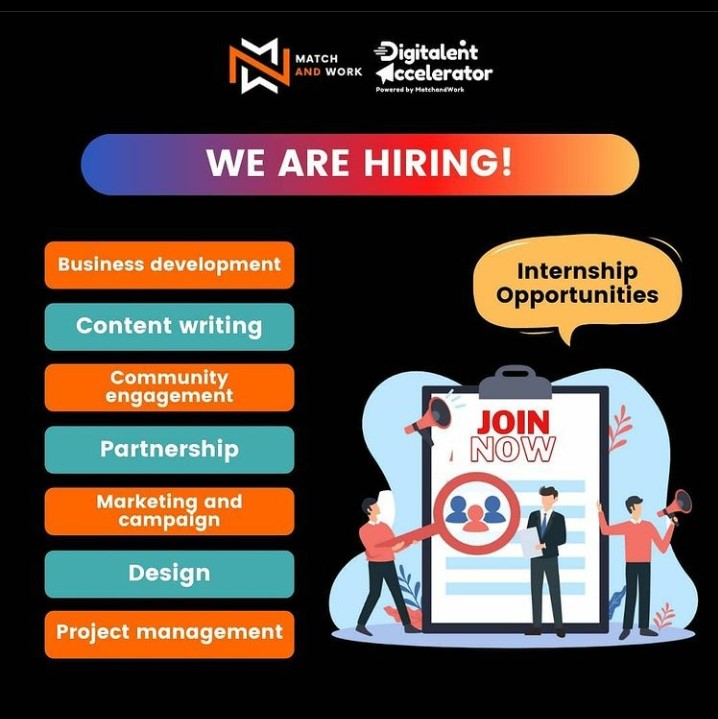 MATCH
AND WORK
Digitalent
Accelerator
Powered by MatchandWork
WE ARE HIRING!
Business development
Content writing
Community
engagement
Partnership
Marketing and
campaign
Design
Project management
Internship
Opportunities
JOIN
NOW